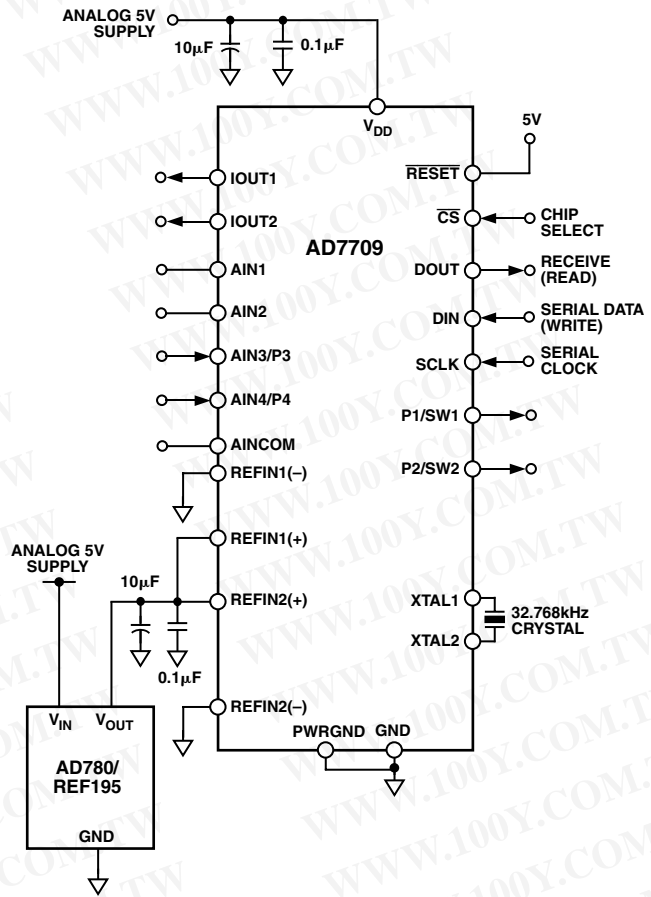 ANALOG 5V
SUPPLY
10µF
0.1µF
VDD
5V
IOUT1
IOUT2
AIN1
AIN2
AIN3/P3
AIN4/P4
AINCOM
REFIN1(–)
REFIN1(+)
REFIN2(+)
REFIN2(–)
AD7709
RESET
CS
DOUT
DIN
SCLK
P1/SW1
P2/SW2
XTAL1
XTAL2
CHIP
SELECT
RECEIVE
(READ)
SERIAL DATA
(WRITE)
SERIAL
CLOCK
32.768kHz
CRYSTAL
PWRGND
GND
ANALOG 5V
SUPPLY
10µF
0.1µF
VIN
VOUT
AD780/
REF195
GND
WWW.100Y.COM.TW